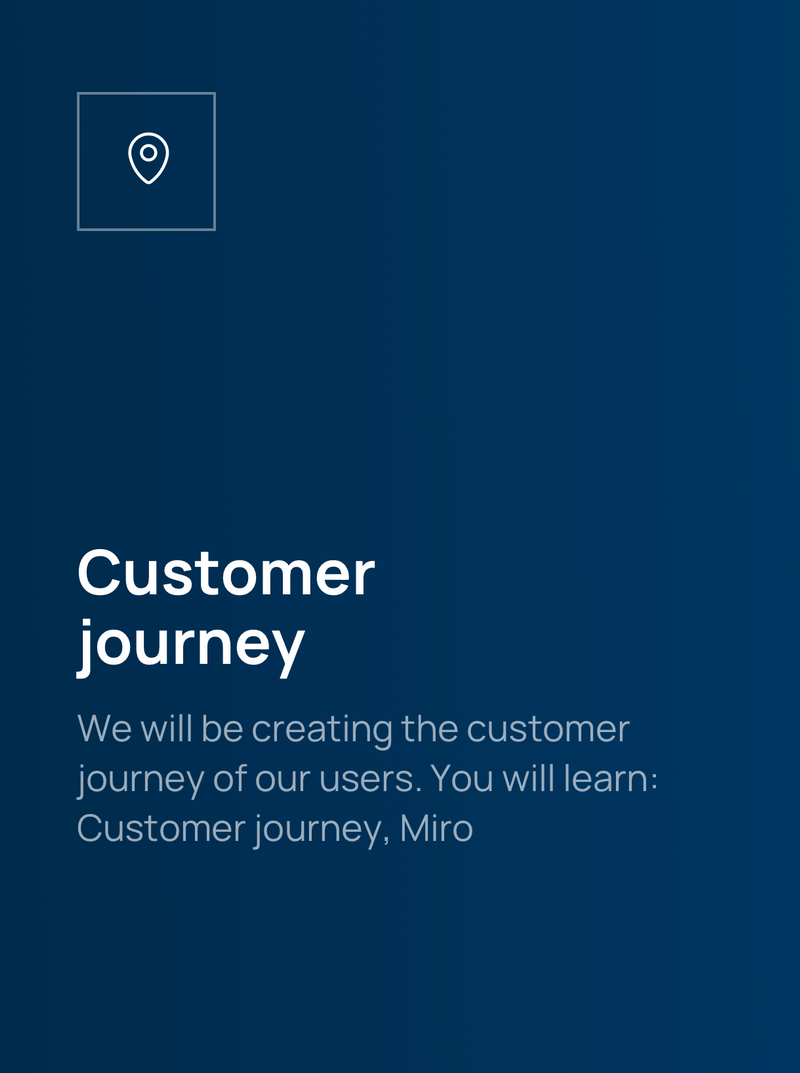 Customer
journey
We will be creating the customer
journey of our users. You will learn:
Customer journey, Miro